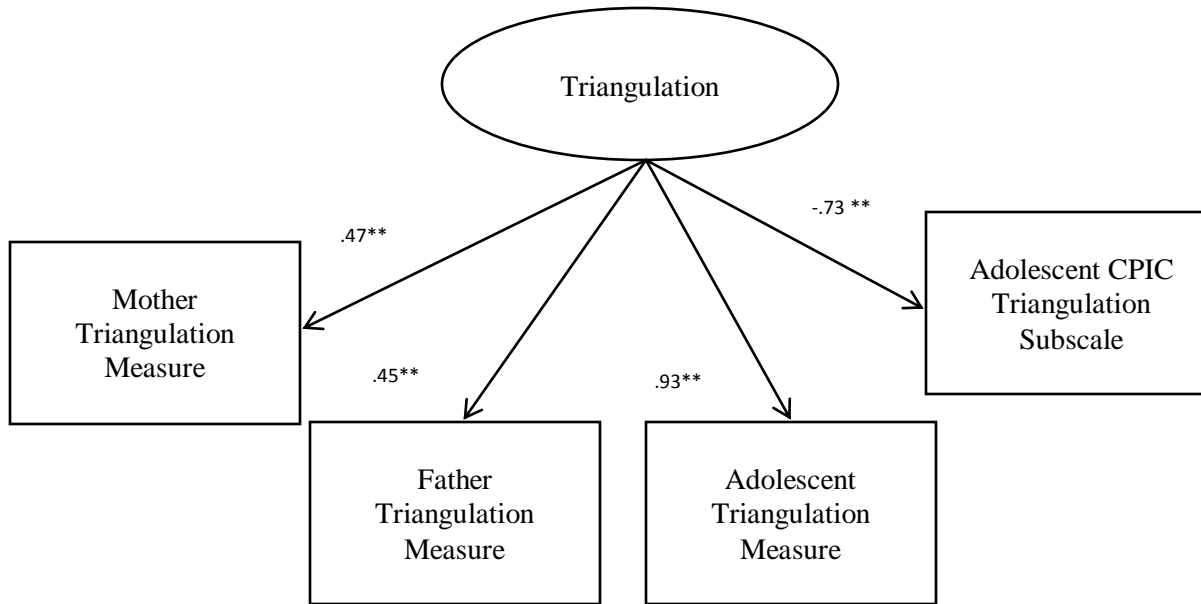 Triangulation
.47**
-.73 **
Mother
Triangulation
Measure
Adolescent CPIC
Triangulation
Subscale
.45**
.93**
Father
Triangulation
Measure
Adolescent
Triangulation
Measure